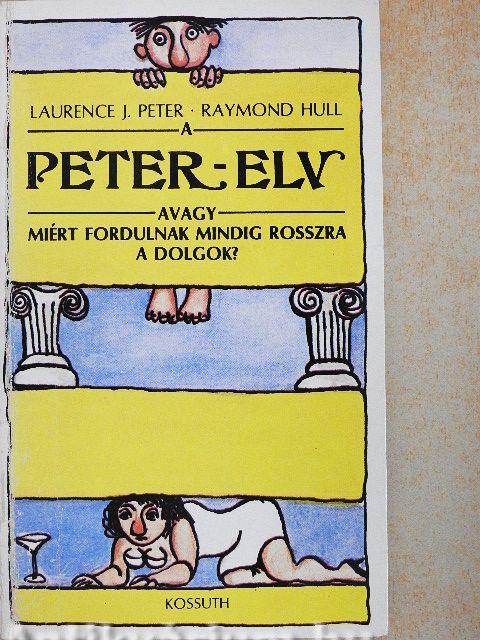 LAURENCE J. PETER · RAYMOND HULL
A
PETER-ELV
AVAGY
MIÉRT FORDULNAK MINDIG ROSSZRA
A DOLGOK?
KOSSUTH